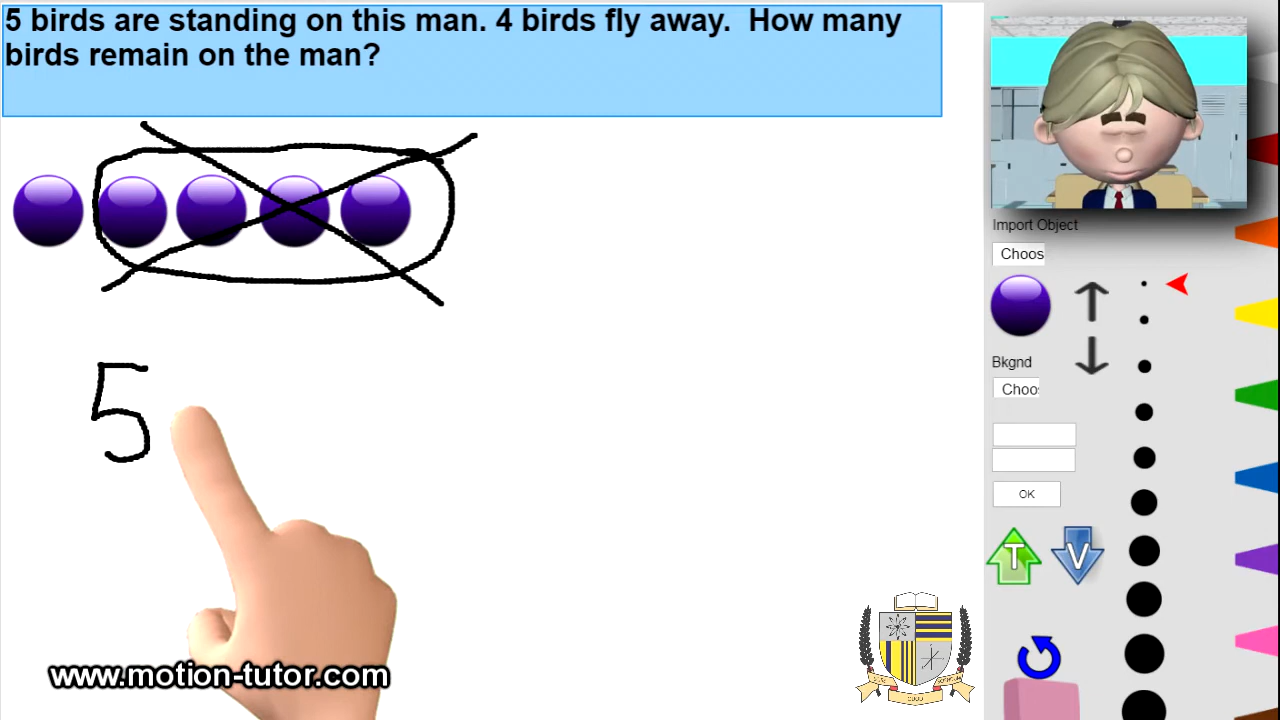 5 birds are standing on this man. 4 birds fly away.  How many
birds remain on the man?
Import Object
Choos
Bkgnd
Choo
OK
T
V
5
www.motion-tutor.com